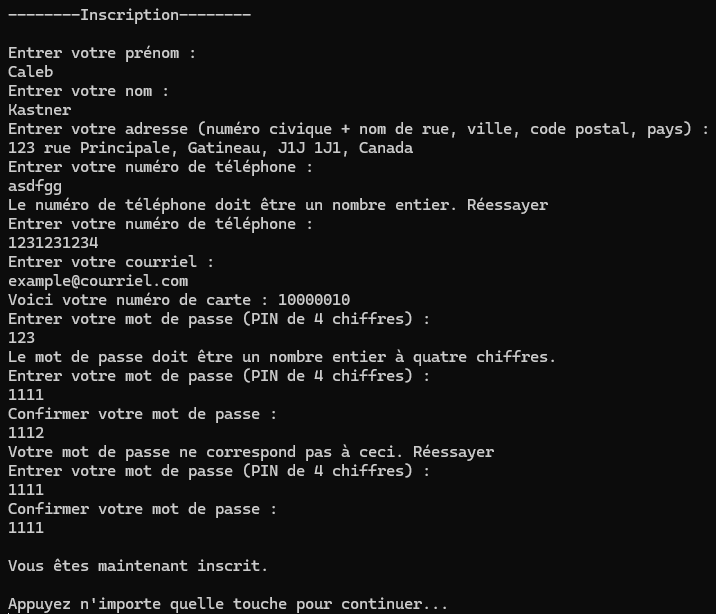 --------Inscription--------
Entrer votre prénom :
Caleb
Entrer votre nom :
Kastner
Entrer votre adresse (numéro civique + nom de rue, ville, code postal, pays) :
123 rue Principale, Gatineau, J1J 1J1, Canada
Entrer votre numéro de téléphone :
asdfgg
Le numéro de téléphone doit être un nombre entier. Réessayer
Entrer votre numéro de téléphone :
1231231234
Entrer votre courriel :
example@courriel.com
Voici votre numéro de carte : 10000010
Entrer votre mot de passe (PIN de 4 chiffres) :
123
Le mot de passe doit être un nombre entier à quatre chiffres.
Entrer votre mot de passe (PIN de 4 chiffres) :
1111
Confirmer votre mot de passe :
1112
Votre mot de passe ne correspond pas à ceci. Réessayer
Entrer votre mot de passe (PIN de 4 chiffres) :
1111
Confirmer votre mot de passe :
1111
Vous êtes maintenant inscrit.
Appuyez n'importe quelle touche pour continuer...